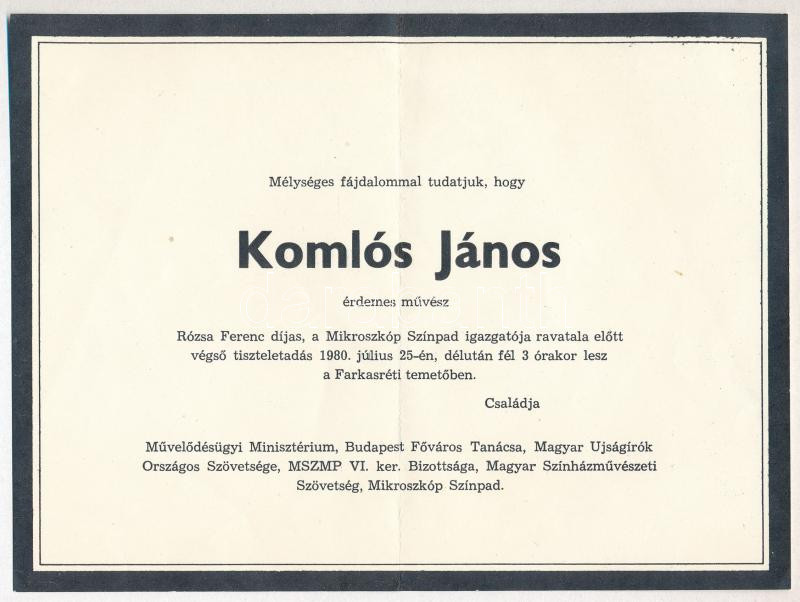 Mélységes fájdalommal tudatjuk, hogy
Komlós János
érdemes művész
Rózsa Ferenc díjas, a Mikroszkóp Színpad igazgatója ravatala előtt
végső tiszteletadás 1980. július 25-én, délután fél 3 órakor lesz
a Farkasréti temetőben.
Családja
Művelődésügyi Minisztérium, Budapest Főváros Tanácsa, Magyar Ujságírók
Országos Szövetsége, MSZMP VI. ker. Bizottsága, Magyar Színházművészeti
Szövetség, Mikroszkóp Színpad.